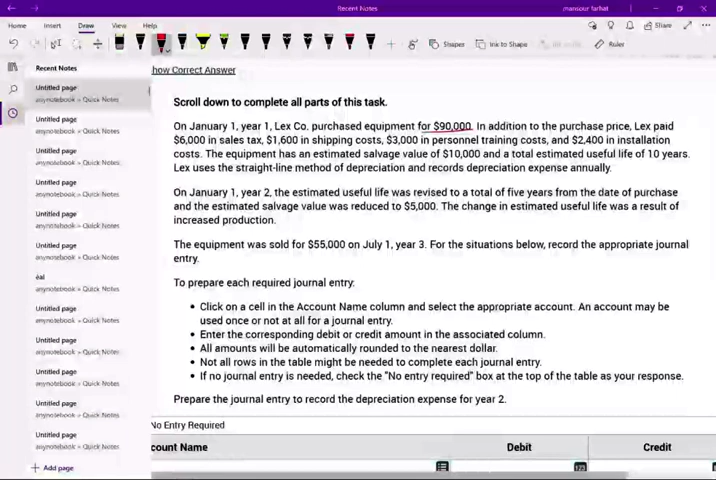 Recent Notes
mansour farhat
Home Insert Draw View Help
Share
Shapes Ink to Shape Ruler
Recent Notes
Untitled page
anynotebook » Quick Notes
Untitled page
anynotebook » Quick Notes
Untitled page
anynotebook » Quick Notes
Untitled page
anynotebook » Quick Notes
Untitled page
anynotebook » Quick Notes
Untitled page
anynotebook » Quick Notes
éal
anynotebook » Quick Notes
Untitled page
anynotebook » Quick Notes
Untitled page
anynotebook » Quick Notes
Untitled page
anynotebook » Quick Notes
Untitled page
anynotebook » Quick Notes
Untitled page
anynotebook » Quick Notes
Add page
how Correct Answer
Scroll down to complete all parts of this task.
On January 1, year 1, Lex Co. purchased equipment for $90,000. In addition to the purchase price, Lex paid
$6,000 in sales tax, $1,600 in shipping costs, $3,000 in personnel training costs, and $2,400 in installation
costs. The equipment has an estimated salvage value of $10,000 and a total estimated useful life of 10 years.
Lex uses the straight-line method of depreciation and records depreciation expense annually.
On January 1, year 2, the estimated useful life was revised to a total of five years from the date of purchase
and the estimated salvage value was reduced to $5,000. The change in estimated useful life was a result of
increased production.
The equipment was sold for $55,000 on July 1, year 3. For the situations below, record the appropriate journal
entry.
To prepare each required journal entry:
• Click on a cell in the Account Name column and select the appropriate account. An account may be
used once or not at all for a journal entry.
• Enter the corresponding debit or credit amount in the associated column.
• All amounts will be automatically rounded to the nearest dollar.
• Not all rows in the table might be needed to complete each journal entry.
• If no journal entry is needed, check the "No entry required" box at the top of the table as your response.
Prepare the journal entry to record the depreciation expense for year 2.
No Entry Required
count Name Debit Credit
123